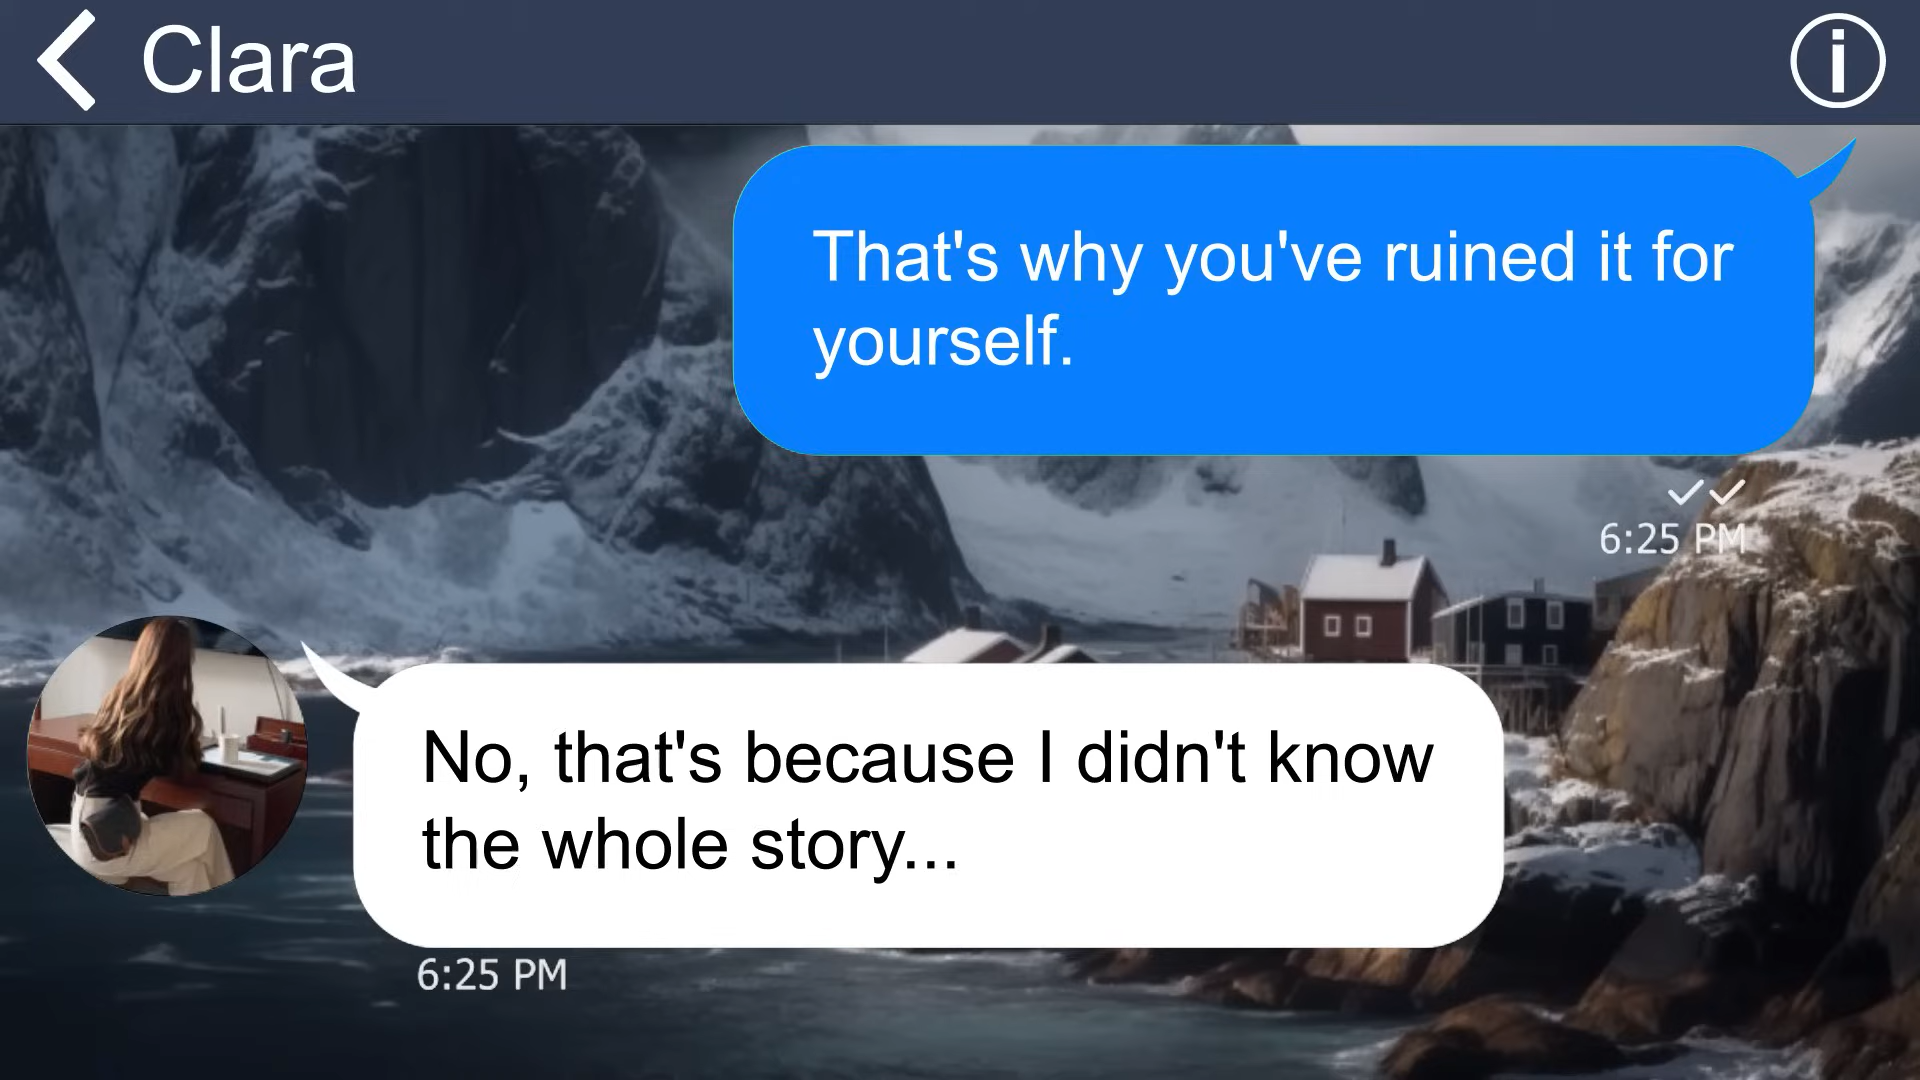 Clara
That's why you've ruined it for
yourself.
6:25 PM
No, that's because I didn't know
the whole story...
6:25 PM